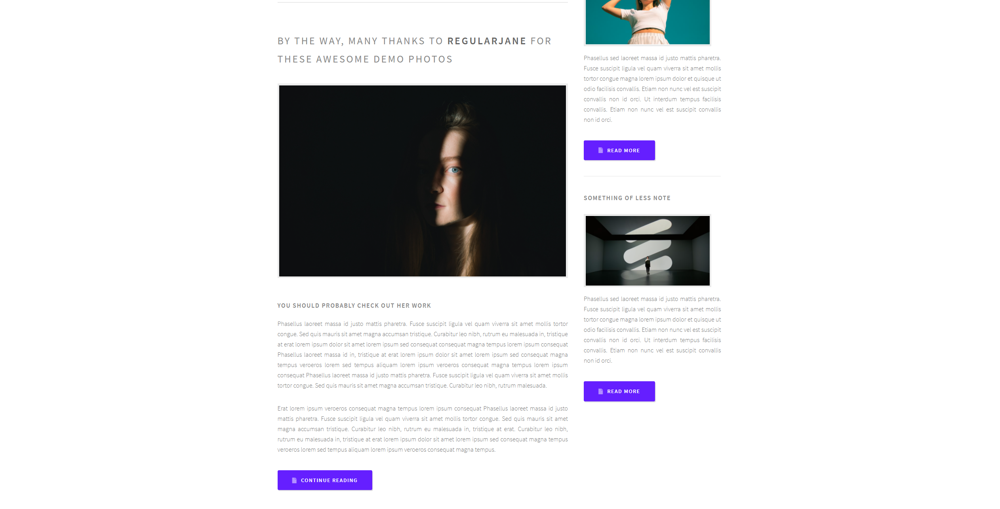 BY THE WAY, MANY THANKS TO REGULARJANE FOR
THESE AWESOME DEMO PHOTOS
YOU SHOULD PROBABLY CHECK OUT HER WORK
Phasellus laoreet massa id justo mattis pharetra. Fusce suscipit ligula vel quam viverra sit amet mollis tortor
congue. Sed quis mauris sit amet magna accumsan tristique. Curabitur leo nibh, rutrum eu malesuada in, tristique
at erat lorem ipsum dolor sit amet lorem ipsum sed consequat consequat magna tempus lorem ipsum consequat
Phasellus laoreet massa id in, tristique at erat lorem ipsum dolor sit amet lorem ipsum sed consequat magna
tempus veroeros lorem sed tempus aliquam lorem ipsum veroeros consequat magna tempus lorem ipsum
consequat Phasellus laoreet massa id justo mattis pharetra. Fusce suscipit ligula vel quam viverra sit amet mollis
tortor congue. Sed quis mauris sit amet magna accumsan tristique. Curabitur leo nibh, rutrum malesuada.
Erat lorem ipsum veroeros consequat magna tempus lorem ipsum consequat Phasellus laoreet massa id justo
mattis pharetra. Fusce suscipit ligula vel quam viverra sit amet mollis tortor congue. Sed quis mauris sit amet
magna accumsan tristique. Curabitur leo nibh, rutrum eu malesuada in, tristique at erat. Curabitur leo nibh,
rutrum eu malesuada in, tristique at erat lorem ipsum dolor sit amet lorem ipsum sed consequat magna tempus
veroeros lorem sed tempus aliquam lorem ipsum veroeros consequat magna tempus.
CONTINUE READING
Phasellus sed laoreet massa id justo mattis pharetra.
Fusce suscipit ligula vel quam viverra sit amet mollis
tortor congue magna lorem ipsum dolor et quisque ut
odio facilisis convallis. Etiam non nunc vel est suscipit
convallis non id orci. Ut interdum tempus facilisis
convallis. Etiam non nunc vel est suscipit convallis
non id orci.
READ MORE
SOMETHING OF LESS NOTE
Phasellus sed laoreet massa id justo mattis pharetra.
Fusce suscipit ligula vel quam viverra sit amet mollis
tortor congue magna lorem ipsum dolor et quisque ut
odio facilisis convallis. Etiam non nunc vel est suscipit
convallis non id orci. Ut interdum tempus facilisis
convallis. Etiam non nunc vel est suscipit convallis
non id orci.
READ MORE